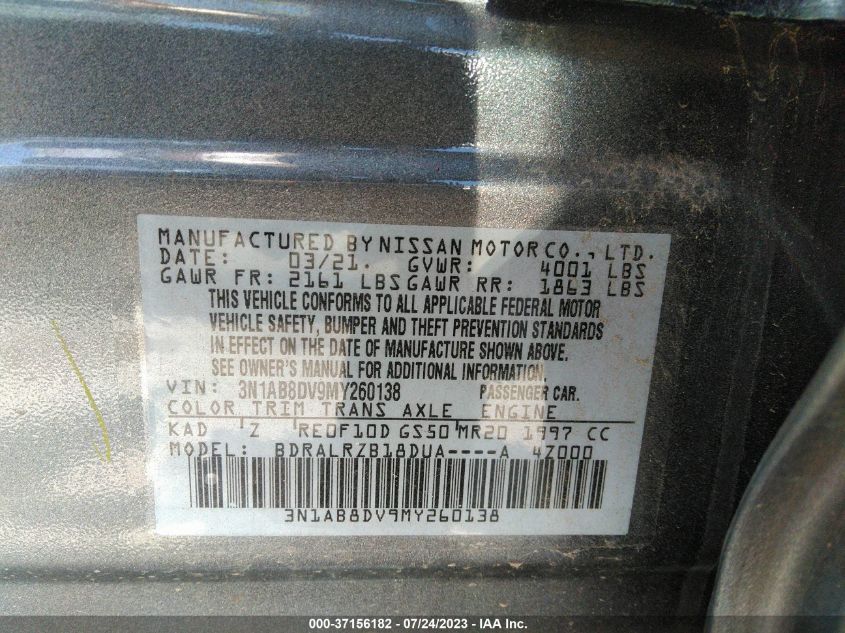 MANUFACTURED BY NISSAN MOTOR CO., LTD.
DATE: 03/21. GVWR: 4001 LBS
GAWR FR: 2161 LBS GAWR RR: 1863 LBS
THIS VEHICLE CONFORMS TO ALL APPLICABLE FEDERAL MOTOR
VEHICLE SAFETY, BUMPER AND THEFT PREVENTION STANDARDS
IN EFFECT ON THE DATE OF MANUFACTURE SHOWN ABOVE.
SEE OWNER'S MANUAL FOR ADDITIONAL INFORMATION.
VIN: 3N1AB8DV9MY260138 PASSENGER CAR.
COLOR TRIM TRANS AXLE ENGINE
KAD 'Z 'RE0F10D GS50'MR20 1997 CC
MODEL: BDRALRZB18DUA----A 4Z000
3N1AB8DV9MY260138
000-37156182 - 07/24/2023 - IAA Inc.